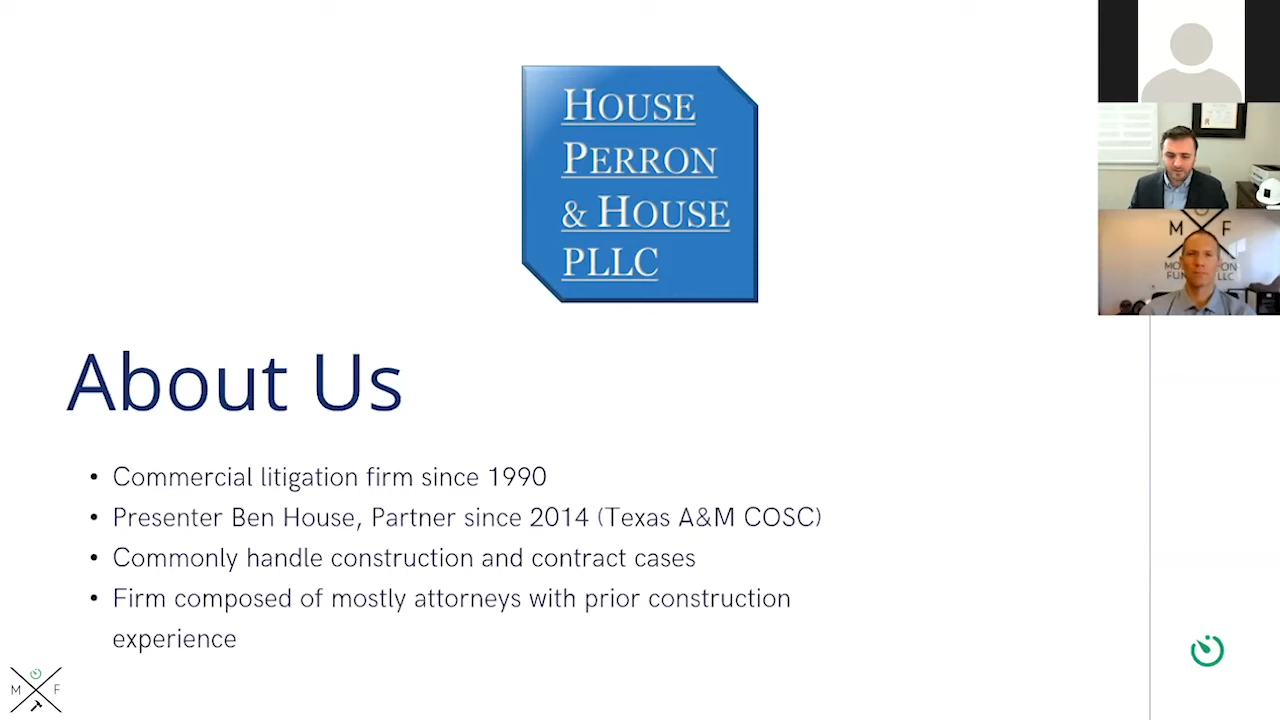 HOUSE
PERRON
& HOUSE
PLLC
M F
About Us
• Commercial litigation firm since 1990
• Presenter Ben House, Partner since 2014 (Texas A&M COSC)
• Commonly handle construction and contract cases
• Firm composed of mostly attorneys with prior construction
experience
M F